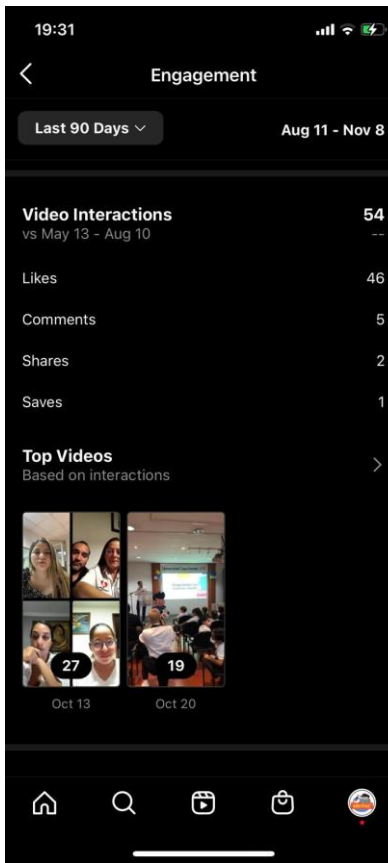 19:31
Engagement
Last 90 Days
Aug 11 - Nov 8
Video Interactions 54
vs May 13 - Aug 10 --
Likes 46
Comments 5
Shares 2
Saves 1
Top Videos
Based on interactions
27 19
Oct 13 Oct 20